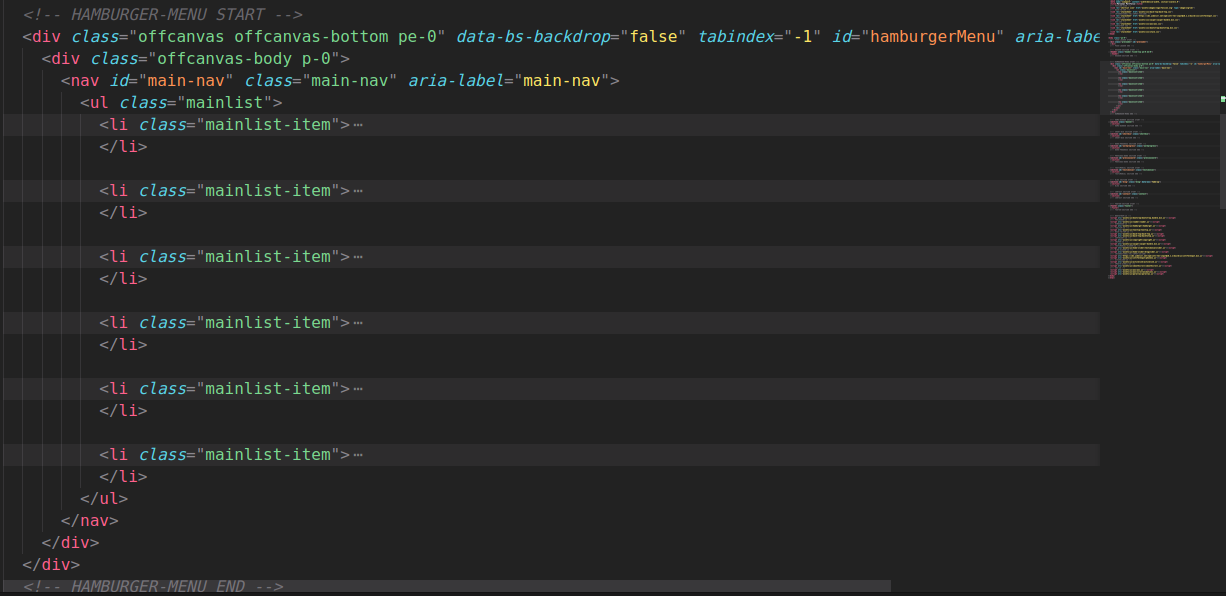 <!-- HAMBURGER-MENU START -->
<div class="offcanvas offcanvas-bottom pe-0" data-bs-backdrop="false" tabindex="-1" id="hamburgerMenu" aria-labe
<div class="offcanvas-body p-0">
<nav id="main-nav" class="main-nav" aria-label="main-nav">
<ul class="mainlist">
<li class="mainlist-item">⋯
</li>
<li class="mainlist-item">⋯
</li>
<li class="mainlist-item">⋯
</li>
<li class="mainlist-item">⋯
</li>
<li class="mainlist-item">⋯
</li>
<li class="mainlist-item">⋯
</li>
</ul>
</nav>
</div>
</div>
<!-- HAMBURGER-MENU END -->